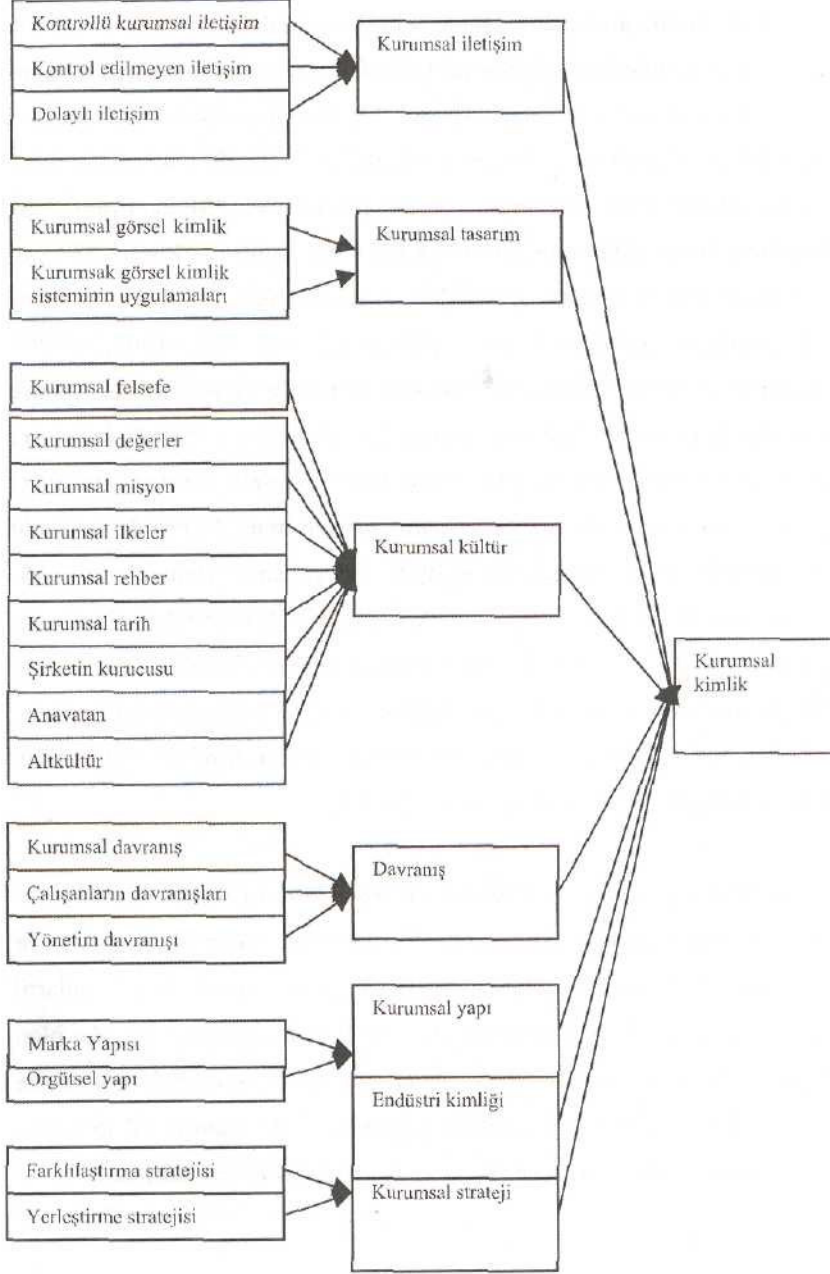 Kontrollü kurumsal iletişim
Kontrol edilmeyen iletişim
Dolaylı iletişim
Kurumsal iletişim
Kurumsal görsel kimlik
Kurumsak görsel kimlik
sisteminin uygulamaları
Kurumsal tasarım
Kurumsal felsefe
Kurumsal değerler
Kurumsal misyon
Kurumsal ilkeler
Kurumsal rehber
Kurumsal tarih
Şirketin kurucusu
Anavatan
Altkültür
Kurumsal kültür
Kurumsal
kimlik
Kurumsal davranış
Çalışanların davranışları
Yönetim davranışı
Davranış
Marka Yapısı
Orgütsel yapı
Kurumsal yapı
Endüstri kimliği
Farklılaştırma stratejisi
Yerleştirme stratejisi
Kurumsal strateji